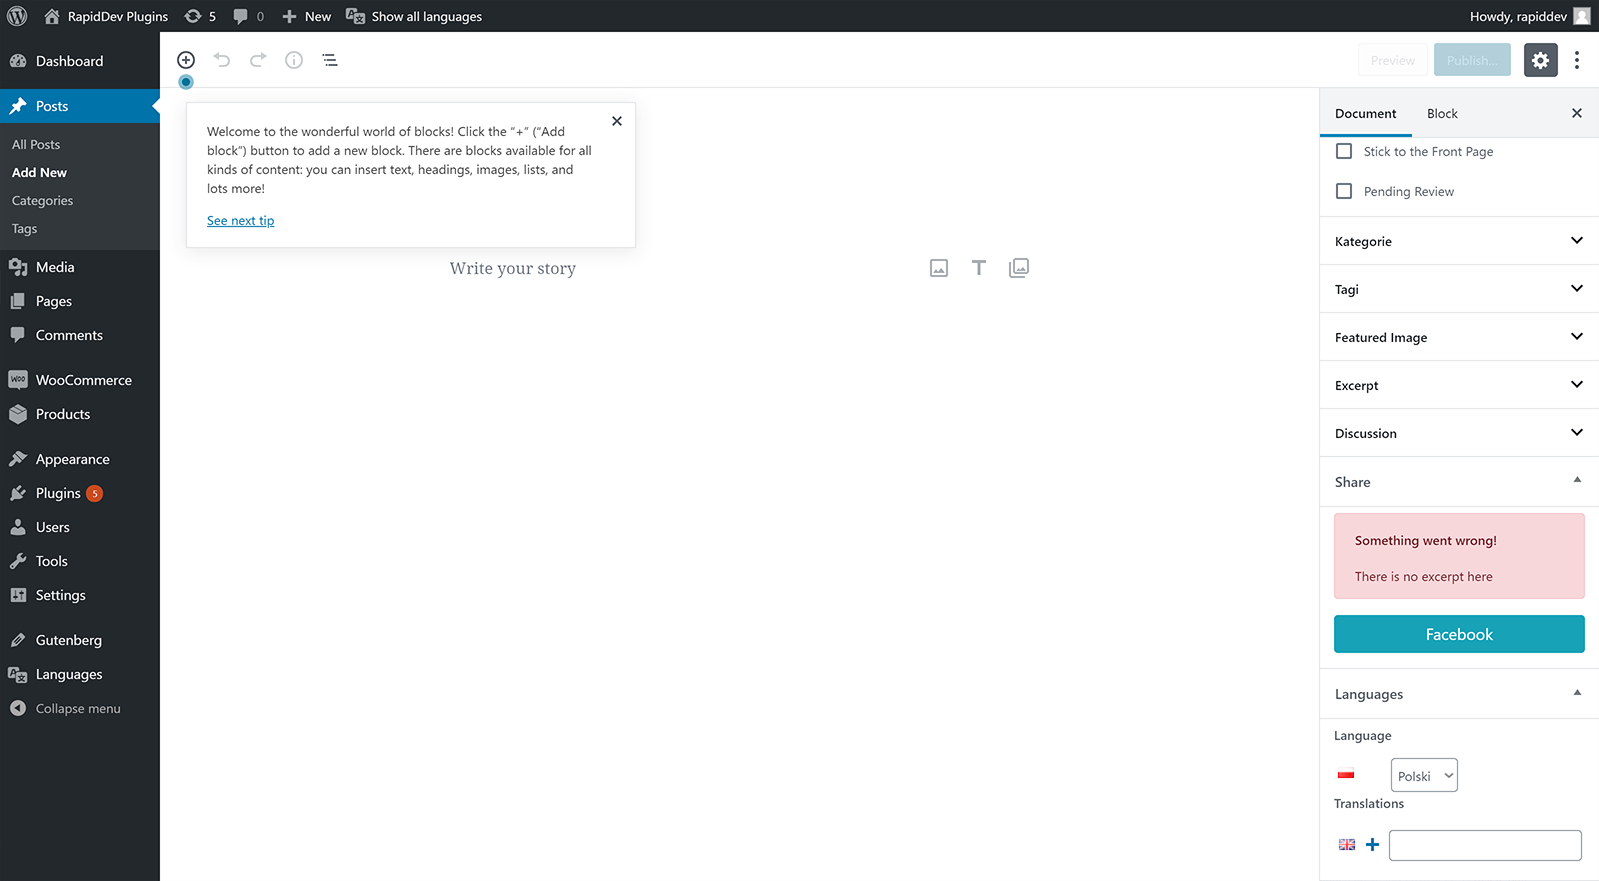 RapidDev Plugins 5 0 New Show all languages Howdy, rapiddev
Dashboard
Posts
All Posts
Add New
Categories
Tags
Media
Pages
Comments
WooCommerce
Products
Appearance
Plugins 5
Users
Tools
Settings
Gutenberg
Languages
Collapse menu
Preview Publish...
Welcome to the wonderful world of blocks! Click the “+” (“Add
block”) button to add a new block. There are blocks available for all
kinds of content: you can insert text, headings, images, lists, and
lots more!
See next tip
Write your story
Document Block
Stick to the Front Page
Pending Review
Kategorie
Tagi
Featured Image
Excerpt
Discussion
Share
Something went wrong!
There is no excerpt here
Facebook
Languages
Language
Polski
Translations